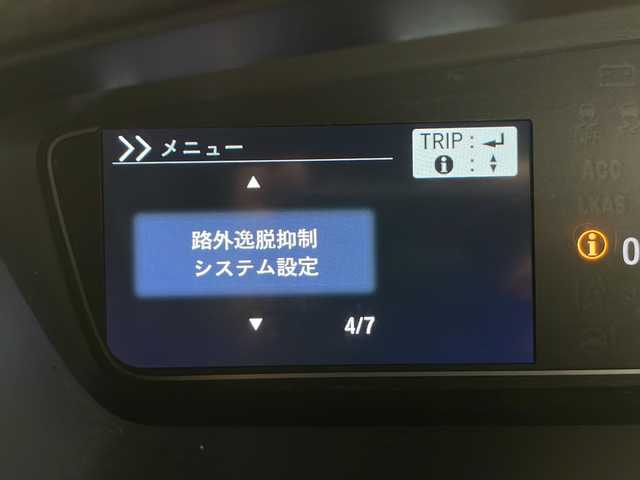 メニュー
TRIP :
i :
路外逸脱抑制
システム設定
4/7
ACC
LKAS
i 0